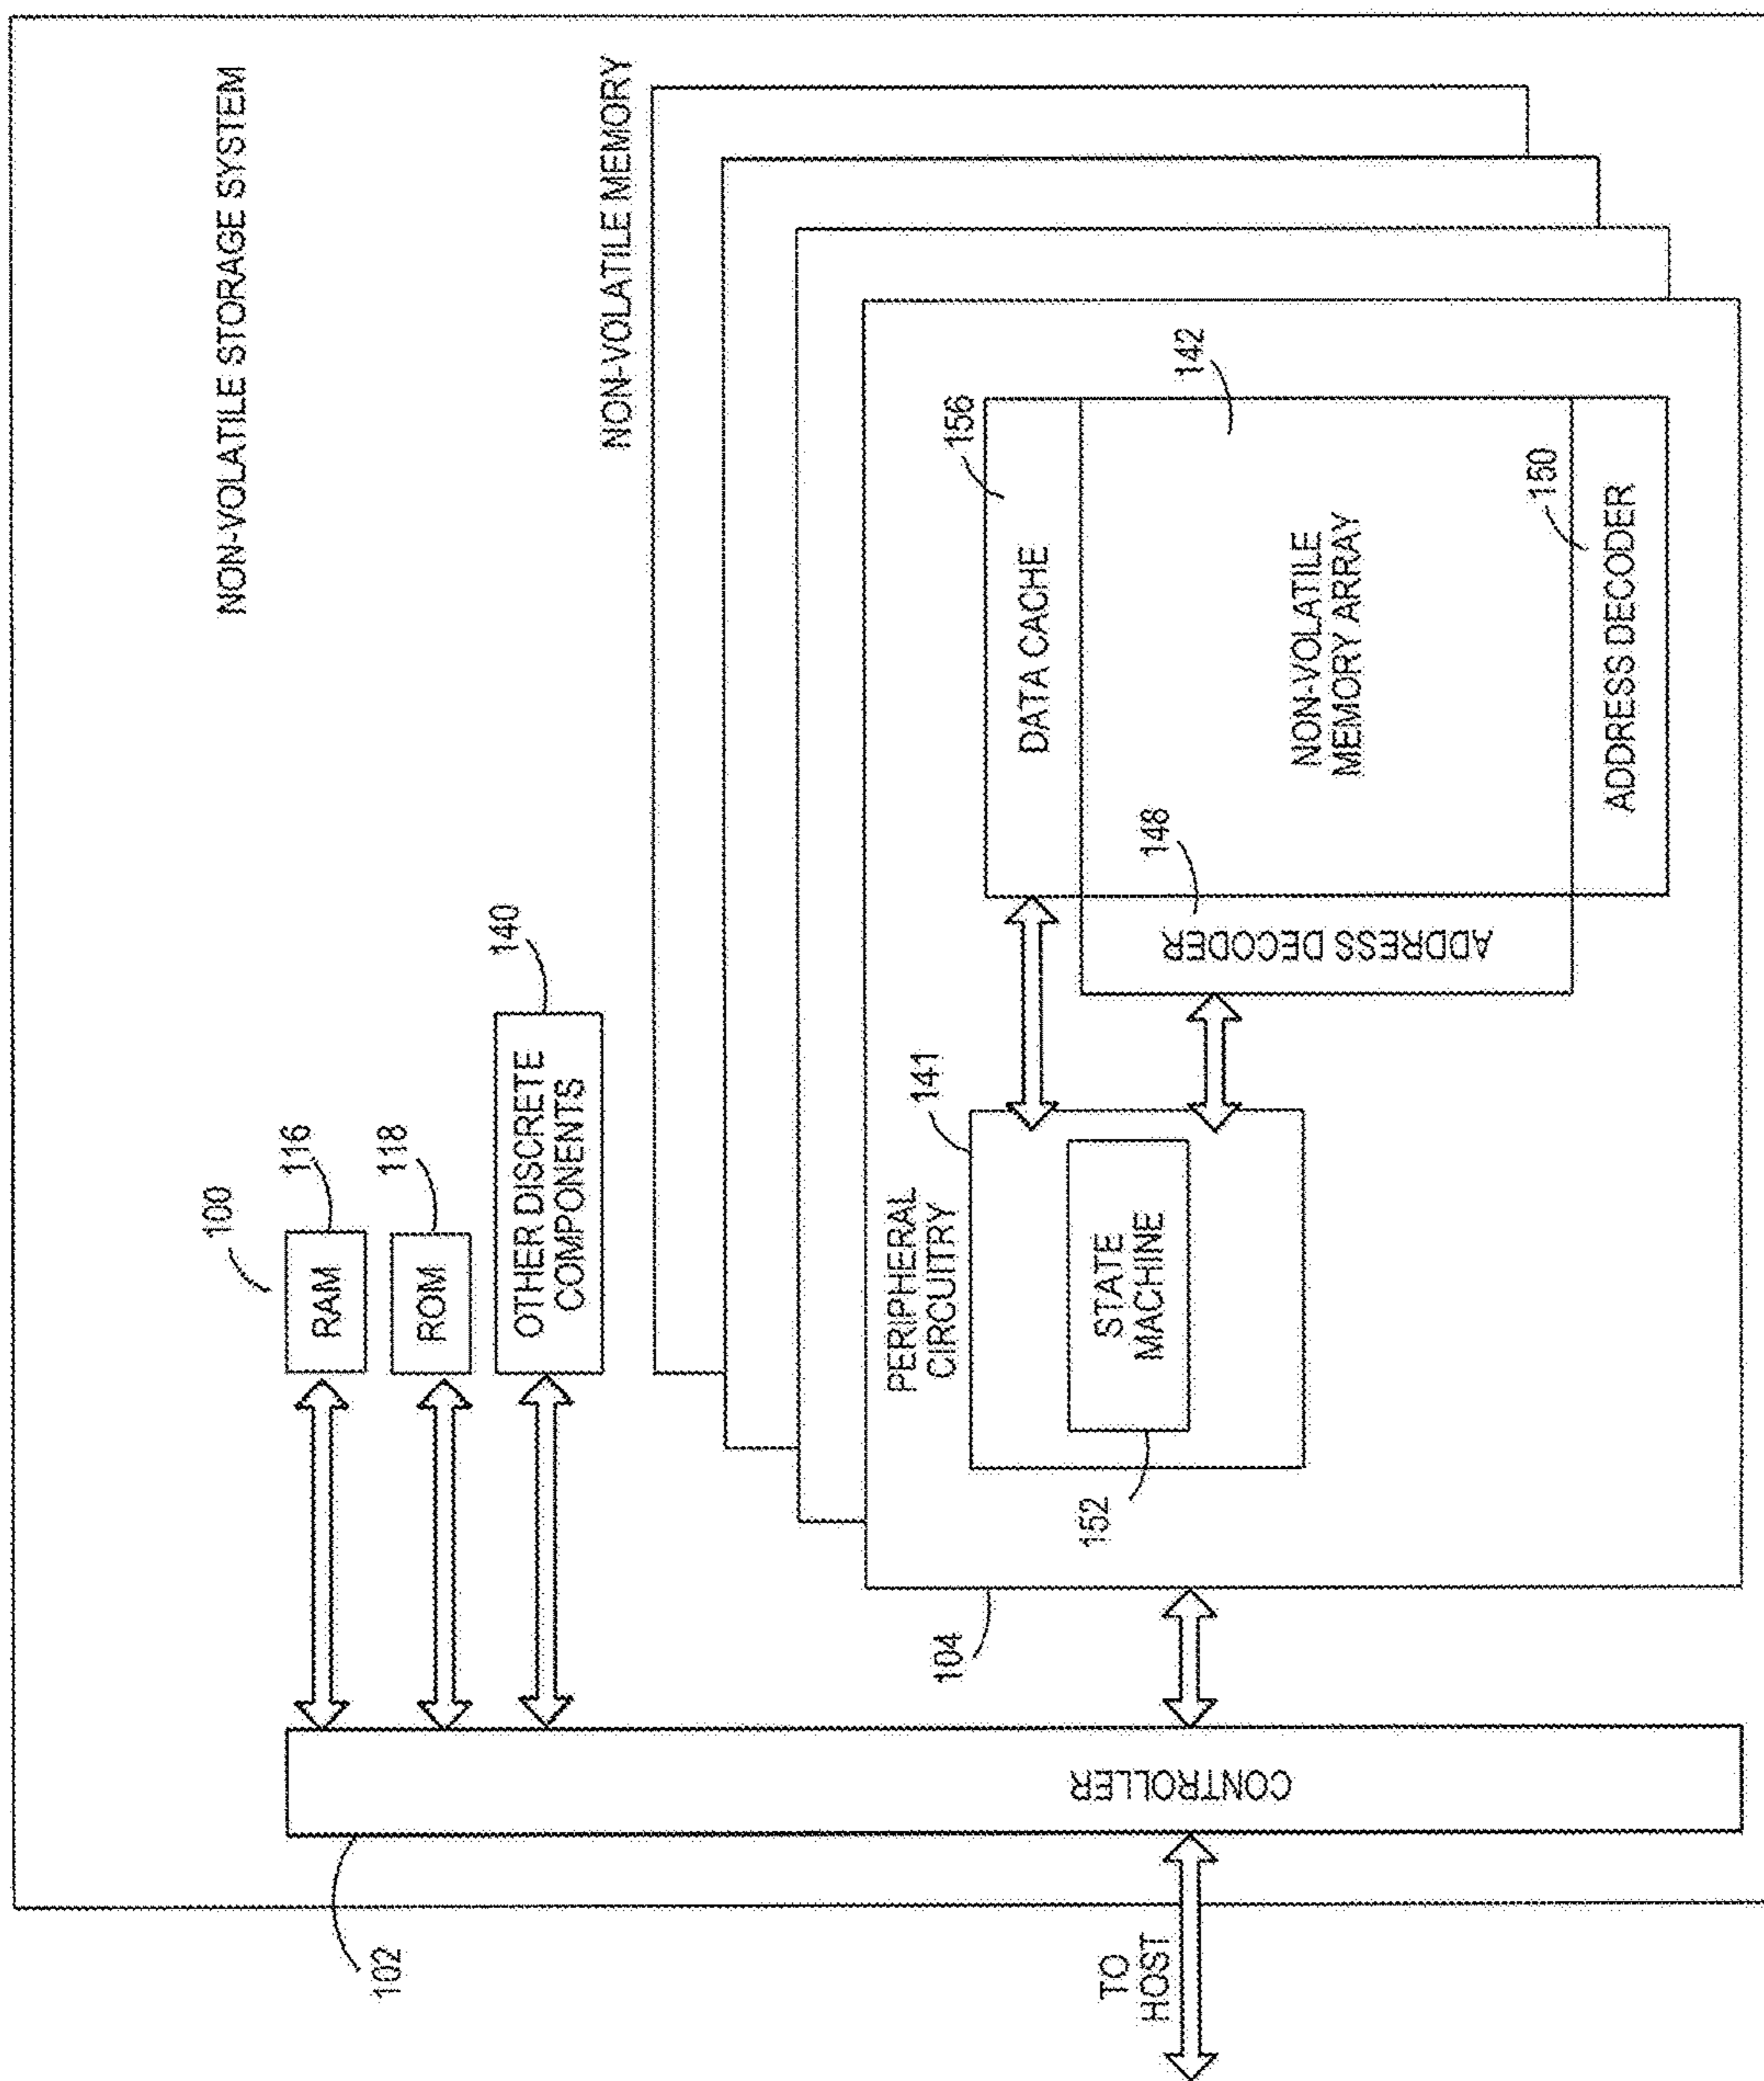 NON-VOLATILE STORAGE SYSTEM
100
RAM
116
ROM
118
OTHER DISCRETE
COMPONENTS
140
NON-VOLATILE MEMORY
102
CONTROLLER
TO
HOST
104
PERIPHERAL
CIRCUITRY
141
STATE
MACHINE
152
DATA CACHE
156
ADDRESS DECODER
148
NON-VOLATILE
MEMORY ARRAY
142
ADDRESS DECODER
150